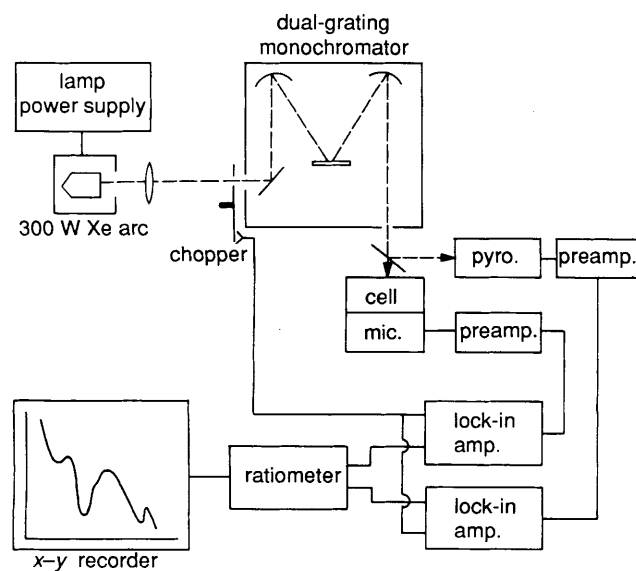 dual-grating
monochromator
lamp
power supply
300 W Xe arc
chopper
pyro.
preamp.
cell
mic.
preamp.
lock-in
amp.
ratiometer
lock-in
amp.
x–y recorder